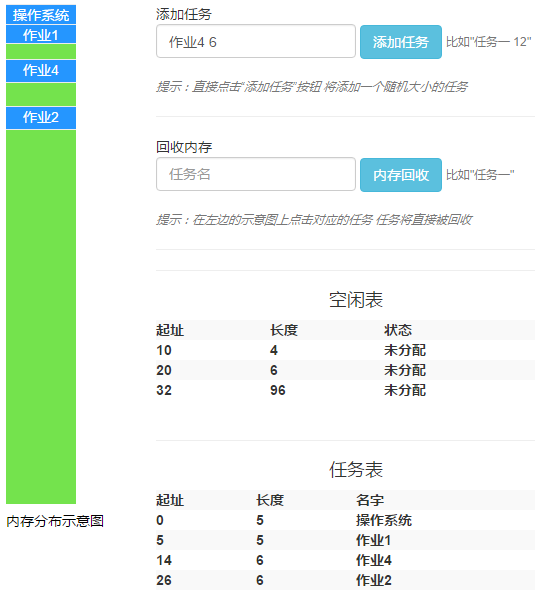 操作系统
作业1
作业4
作业2
内存分布示意图
添加任务
作业4 6 添加任务 比如"任务一 12"
提示：直接点击"添加任务"按钮 将添加一个随机大小的任务
回收内存
任务名 内存回收 比如"任务一"
提示：在左边的示意图上点击对应的任务 任务将直接被回收
空闲表
起址 长度 状态
10 4 未分配
20 6 未分配
32 96 未分配
任务表
起址 长度 名字
0 5 操作系统
5 5 作业1
14 6 作业4
26 6 作业2